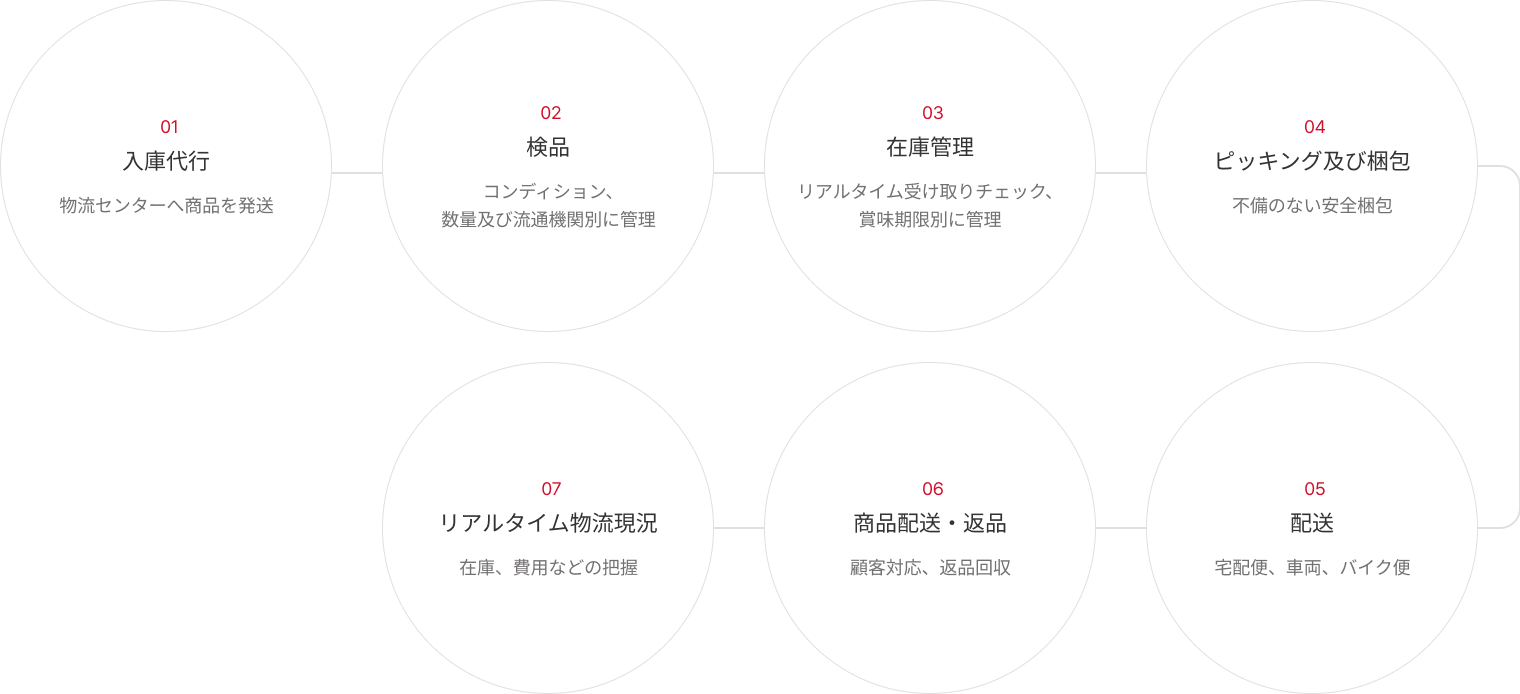 01
入庫代行
物流センターへ商品を発送
02
検品
コンディション、
数量及び流通機関別に管理
03
在庫管理
リアルタイム受け取りチェック、
賞味期限別に管理
04
ピッキング及び梱包
不備のない安全梱包
05
配送
宅配便、車両、バイク便
06
商品配送・返品
顧客対応、返品回収
07
リアルタイム物流現況
在庫、費用などの把握